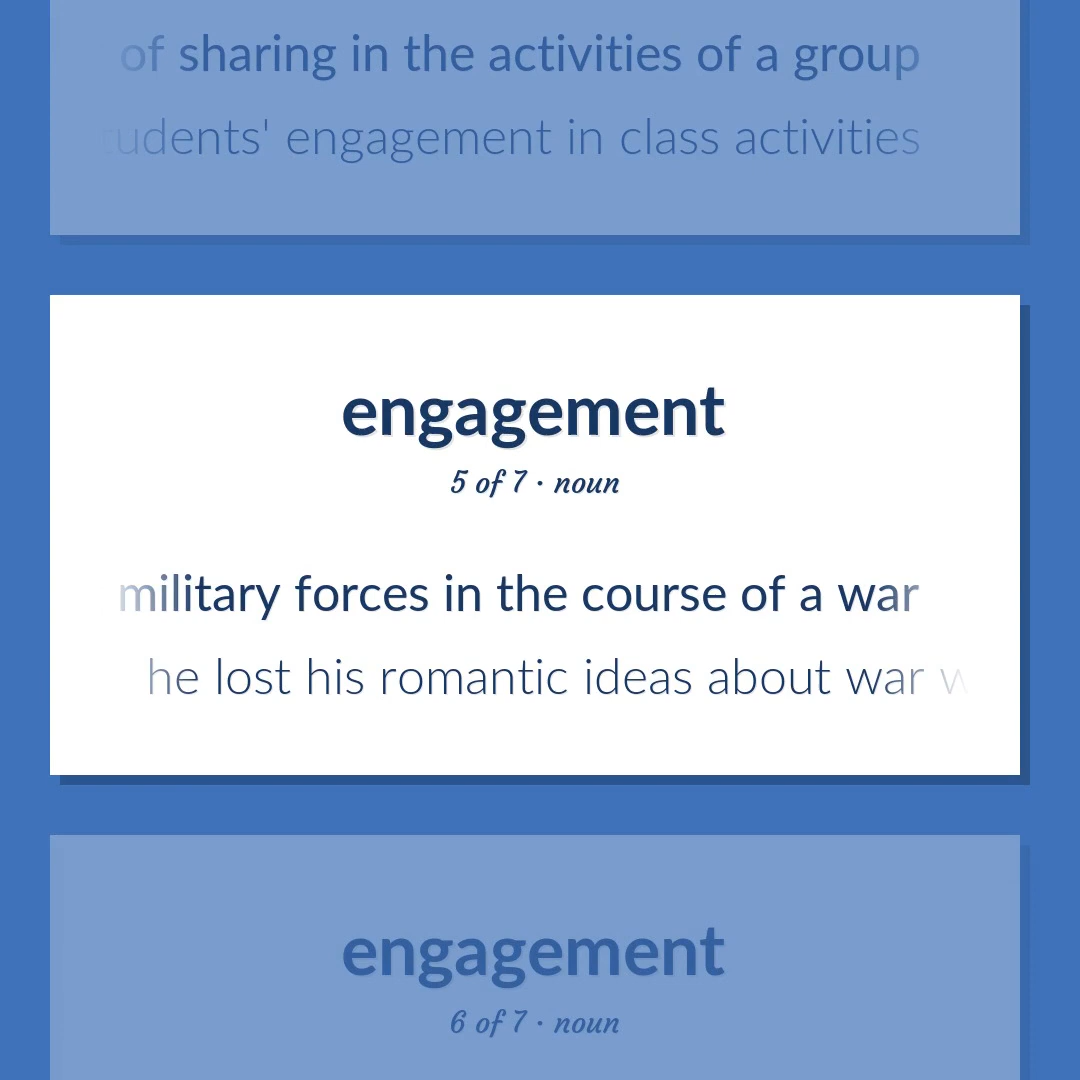 of sharing in the activities of a group
engagement in class activities
engagement
5 of 7 · noun
military forces in the course of a war
he lost his romantic ideas about war
engagement
6 of 7 · noun